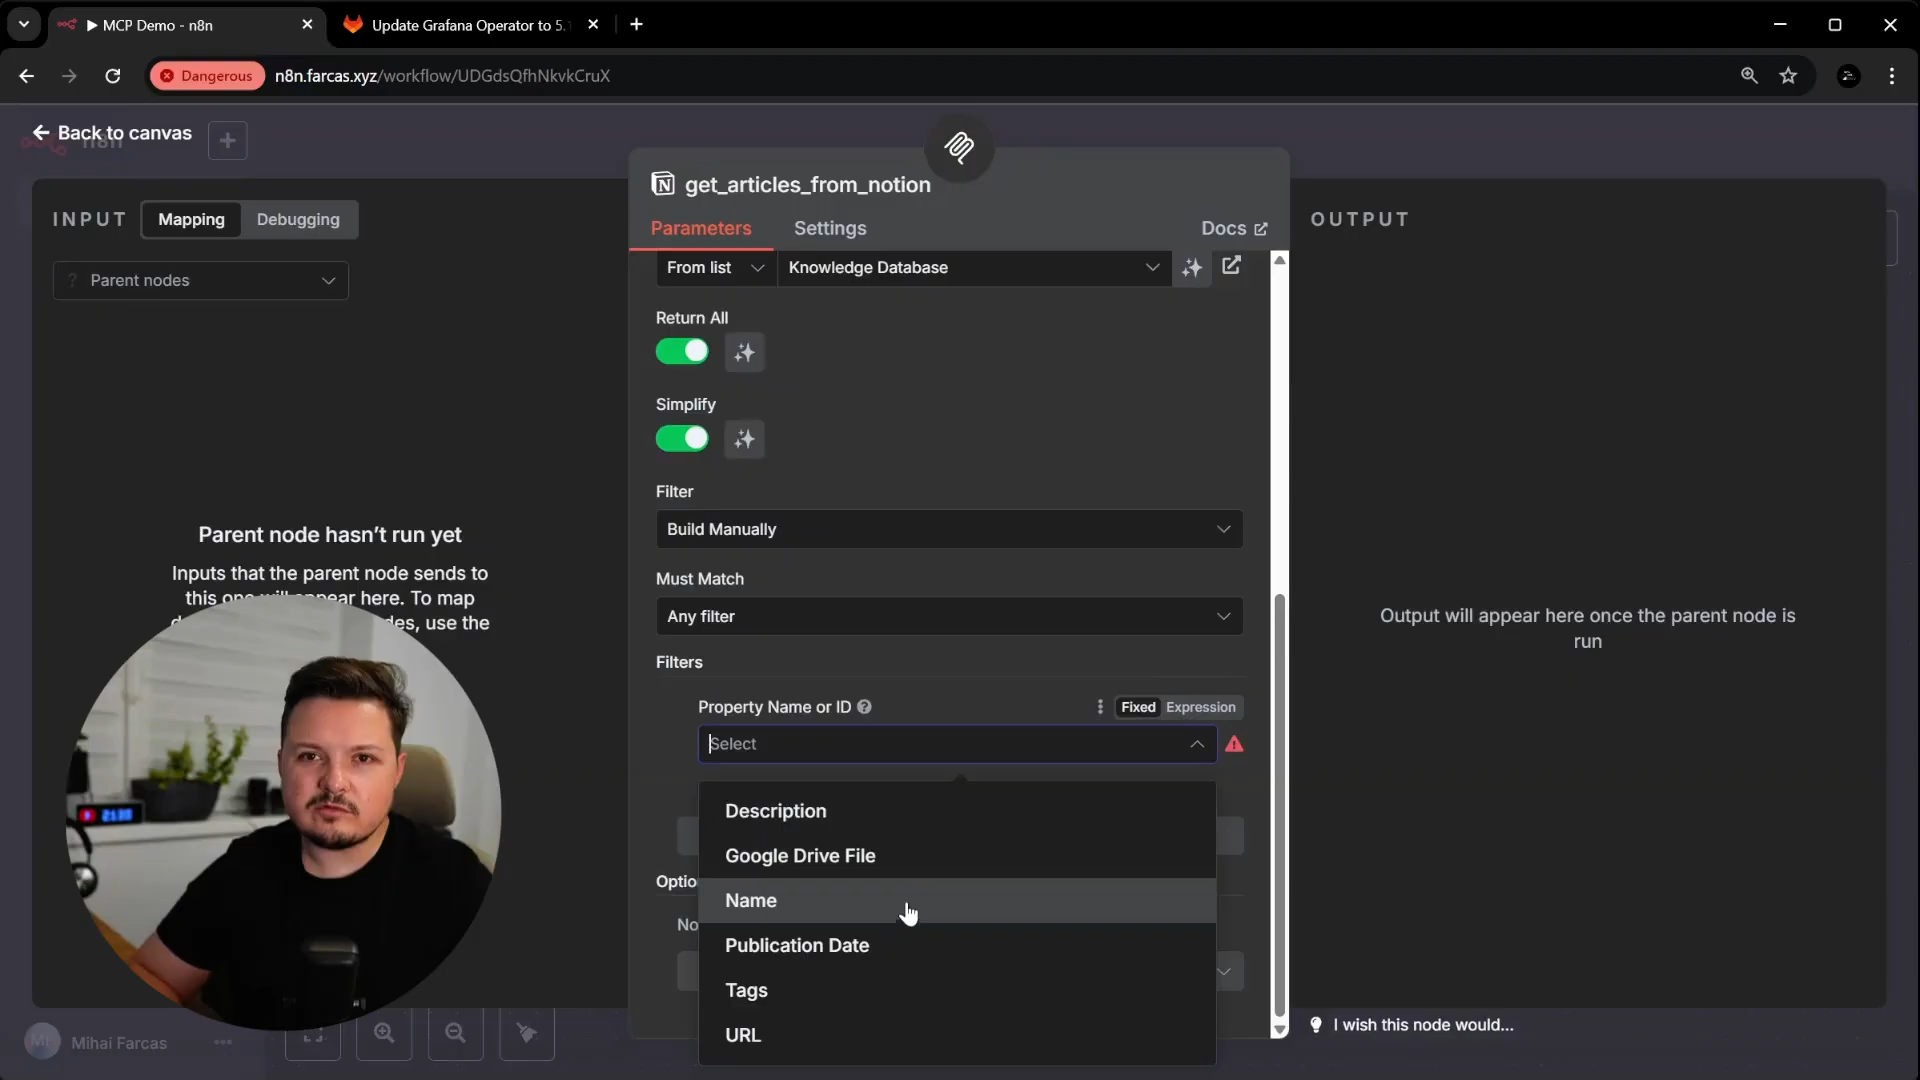 MCP Demo - n8n
Update Grafana Operator to 5.
Dangerous
n8n.farcas.xyz/workflow/UDGdsQfhNkvkCruX
Back to canvas
n8n
get_articles_from_notion
INPUT
Mapping
Debugging
Parameters
Settings
Docs
OUTPUT
Parent nodes
From list
Knowledge Database
Return All
Simplify
Filter
Build Manually
Parent node hasn't run yet
Inputs that the parent node sends to
this one will appear here. To map
des, use the
Must Match
Any filter
Output will appear here once the parent node is
run
Filters
Property Name or ID
Fixed
Expression
Select
Description
Google Drive File
Optio
Name
No
Publication Date
Tags
URL
I wish this node would...
MF
Mihai Farcas